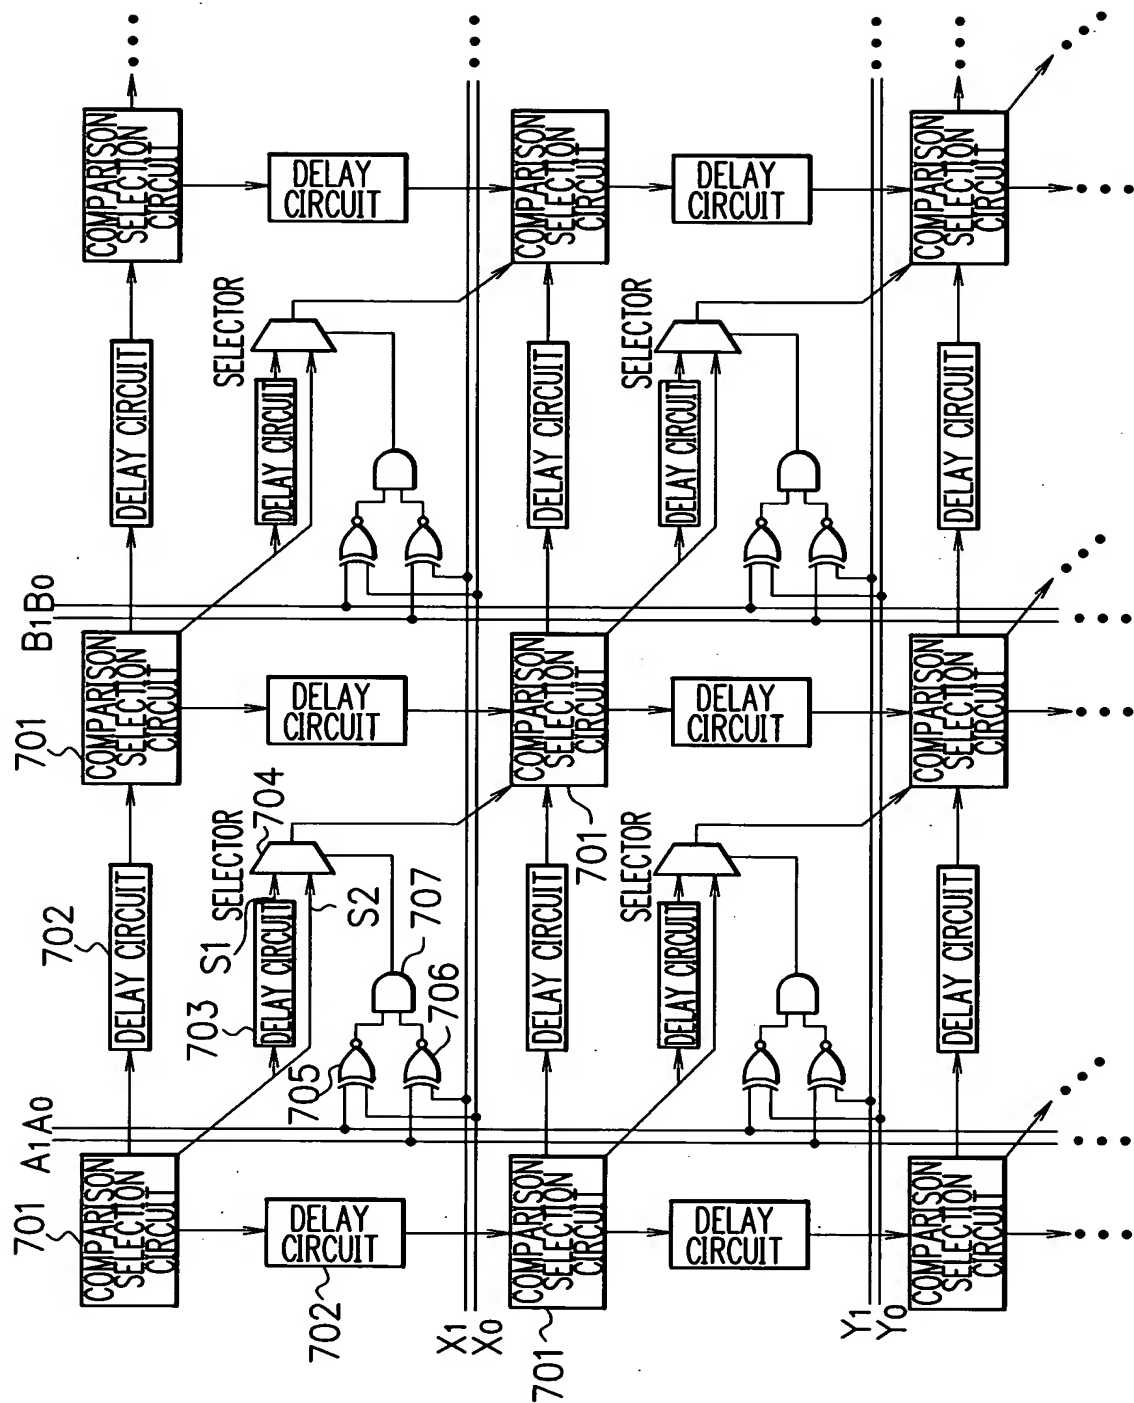 COMPARISON
SELECTION
CIRCUIT
DELAY
CIRCUIT
COMPARISON
SELECTION
CIRCUIT
DELAY
CIRCUIT
COMPARISON
SELECTION
CIRCUIT
SELECTOR
SELECTOR
DELAY CIRCUIT
DELAY CIRCUIT
DELAY CIRCUIT
DELAY CIRCUIT
DELAY CIRCUIT
B1 B0
701
COMPARISON
SELECTION
CIRCUIT
DELAY
CIRCUIT
COMPARISON
SELECTION
CIRCUIT
701
DELAY
CIRCUIT
COMPARISON
SELECTION
CIRCUIT
SELECTOR
704
SELECTOR
702
DELAY CIRCUIT
703
DELAY CIRCUIT
S1
S2
707
706
705
DELAY CIRCUIT
DELAY CIRCUIT
DELAY CIRCUIT
A1 A0
701
COMPARISON
SELECTION
CIRCUIT
DELAY
CIRCUIT
702
COMPARISON
SELECTION
CIRCUIT
701
DELAY
CIRCUIT
COMPARISON
SELECTION
CIRCUIT
X1
X0
Y1
Y0